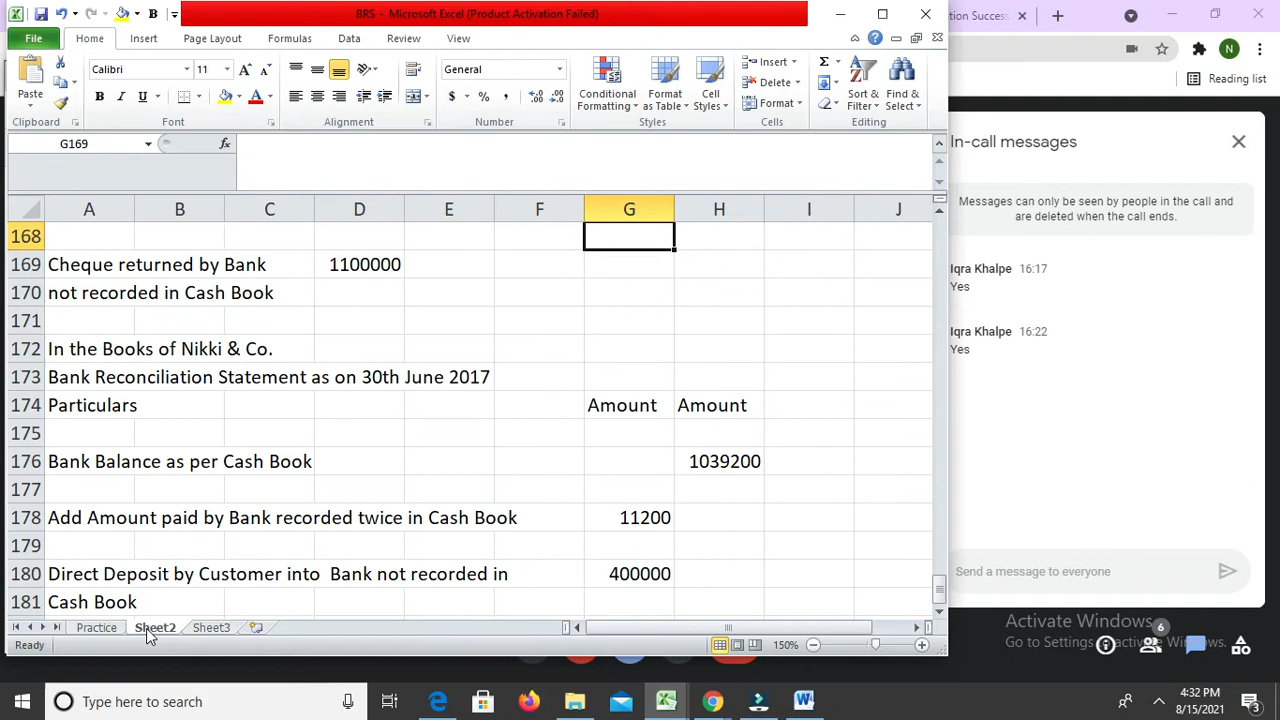 BRS - Microsoft Excel (Product Activation Failed)
tion Success
File Home Insert Page Layout Formulas Data Review View
N
Reading list
Paste
Clipboard
Calibri 11
B I U
Font
Alignment
General
Number
Conditional Formatting
Format as Table
Cell Styles
Styles
Insert
Delete
Format
Cells
Sort & Filter
Find & Select
Editing
G169
fx
A B C D E F G H I J
168
169 Cheque returned by Bank 1100000
170 not recorded in Cash Book
171
172 In the Books of Nikki & Co.
173 Bank Reconciliation Statement as on 30th June 2017
174 Particulars Amount Amount
175
176 Bank Balance as per Cash Book 1039200
177
178 Add Amount paid by Bank recorded twice in Cash Book 11200
179
180 Direct Deposit by Customer into Bank not recorded in 400000
181 Cash Book
Practice Sheet2 Sheet3
Ready
150%
In-call messages
Messages can only be seen by people in the call and
are deleted when the call ends.
Iqra Khalpe 16:17
Yes
Iqra Khalpe 16:22
Yes
Send a message to everyone
Activate Windows
Go to Settings to activate Windows.
6
Type here to search
4:32 PM
8/15/2021
3